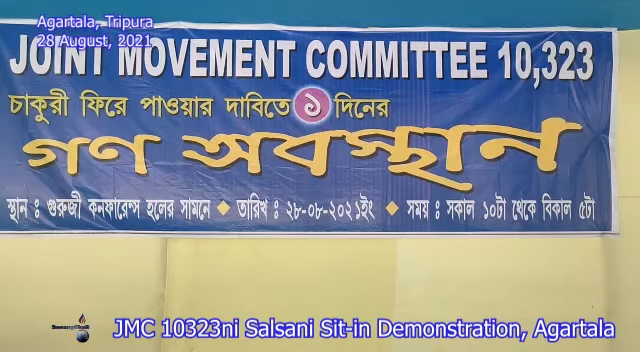 Agartala, Tripura
28 August, 2021
JOINT MOVEMENT COMMITTEE 10,323
চাকুরী ফিরে পাওয়ার দাবিতে ১ দিনের
গণ অবস্থান
স্থান : গুরুজী কনফারেন্স হলের সামনে ◆ তারিখ : ২৮-০৮-২০২১ইং ◆ সময় : সকাল ১০টা থেকে বিকাল ৫টা
JMC 10323ni Salsani Sit-in Demonstration, Agartala